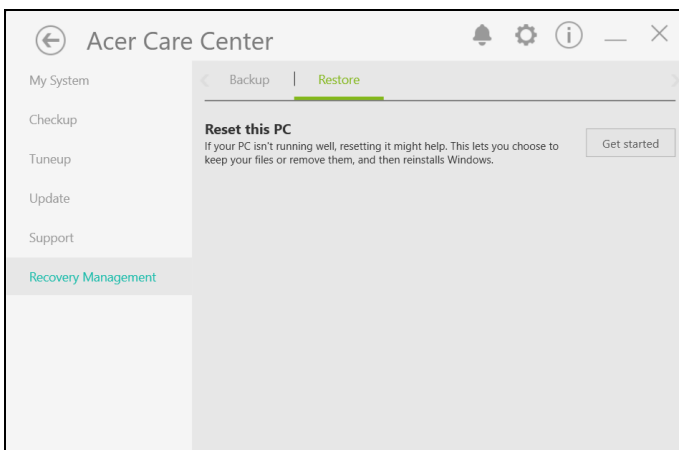 Acer Care Center
My System
Checkup
Tuneup
Update
Support
Recovery Management
Backup | Restore
Reset this PC
If your PC isn't running well, resetting it might help. This lets you choose to
keep your files or remove them, and then reinstalls Windows.
Get started